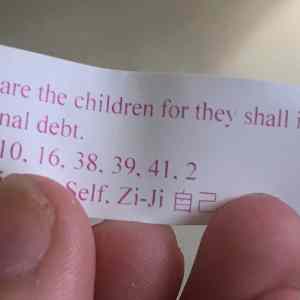 are the children for they shall
nal debt.
10, 16, 38, 39, 41, 2
Self, Zi-Ji 自己